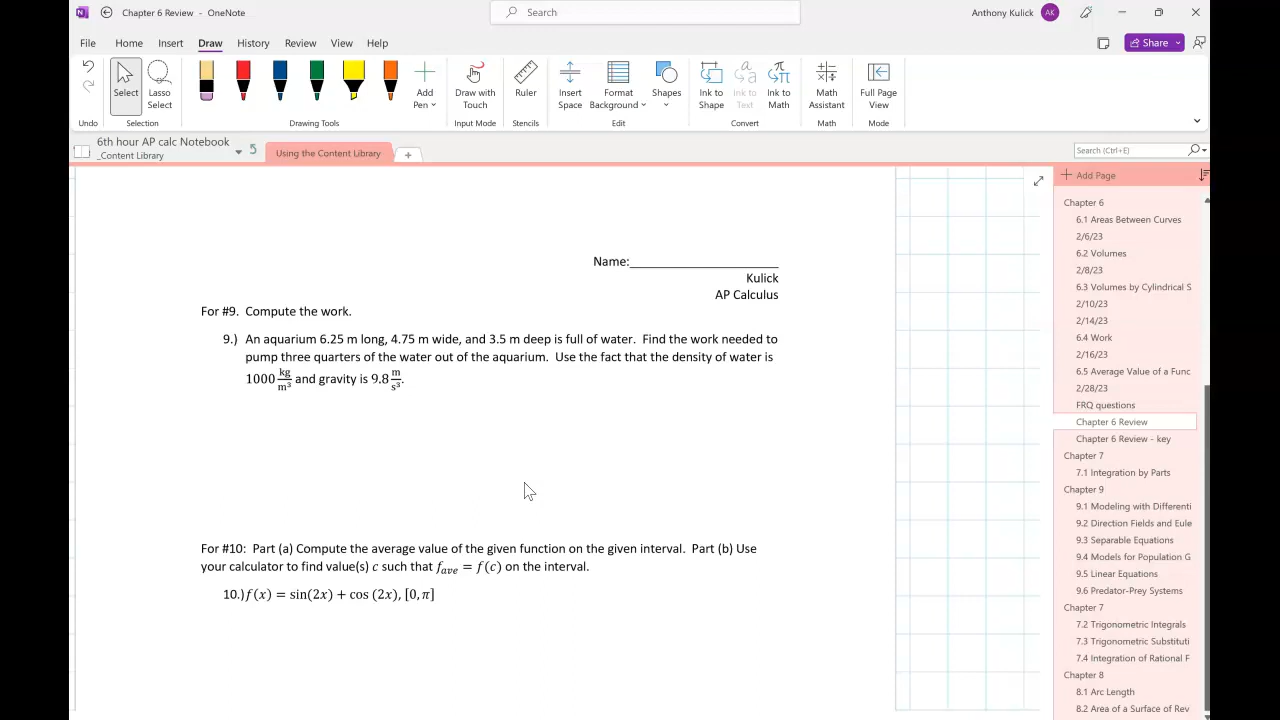 Chapter 6 Review - OneNote
Search
Anthony Kulick
AK
File Home Insert Draw History Review View Help
Share
Undo
Select
Lasso Select
Add Pen
Draw with Touch
Ruler
Insert Space
Format Background
Shapes
Ink to Shape
Ink to Text
Ink to Math
Math Assistant
Full Page View
Undo Selection Drawing Tools Input Mode Stencils Edit Convert Math Mode
6th hour AP calc Notebook
_Content Library
Using the Content Library
Search (Ctrl+E)
Name:______________________
Kulick
AP Calculus
For #9. Compute the work.
9.) An aquarium 6.25 m long, 4.75 m wide, and 3.5 m deep is full of water. Find the work needed to
pump three quarters of the water out of the aquarium. Use the fact that the density of water is
1000 kg/m³ and gravity is 9.8 m/s³.
For #10: Part (a) Compute the average value of the given function on the given interval. Part (b) Use
your calculator to find value(s) c such that f_ave = f(c) on the interval.
10.) f(x) = sin(2x) + cos (2x), [0, π]
Add Page
Chapter 6
6.1 Areas Between Curves
2/6/23
6.2 Volumes
2/8/23
6.3 Volumes by Cylindrical S
2/10/23
2/14/23
6.4 Work
2/16/23
6.5 Average Value of a Func
2/28/23
FRQ questions
Chapter 6 Review
Chapter 6 Review - key
Chapter 7
7.1 Integration by Parts
Chapter 9
9.1 Modeling with Differenti
9.2 Direction Fields and Eule
9.3 Separable Equations
9.4 Models for Population G
9.5 Linear Equations
9.6 Predator-Prey Systems
Chapter 7
7.2 Trigonometric Integrals
7.3 Trigonometric Substituti
7.4 Integration of Rational F
Chapter 8
8.1 Arc Length
8.2 Area of a Surface of Rev